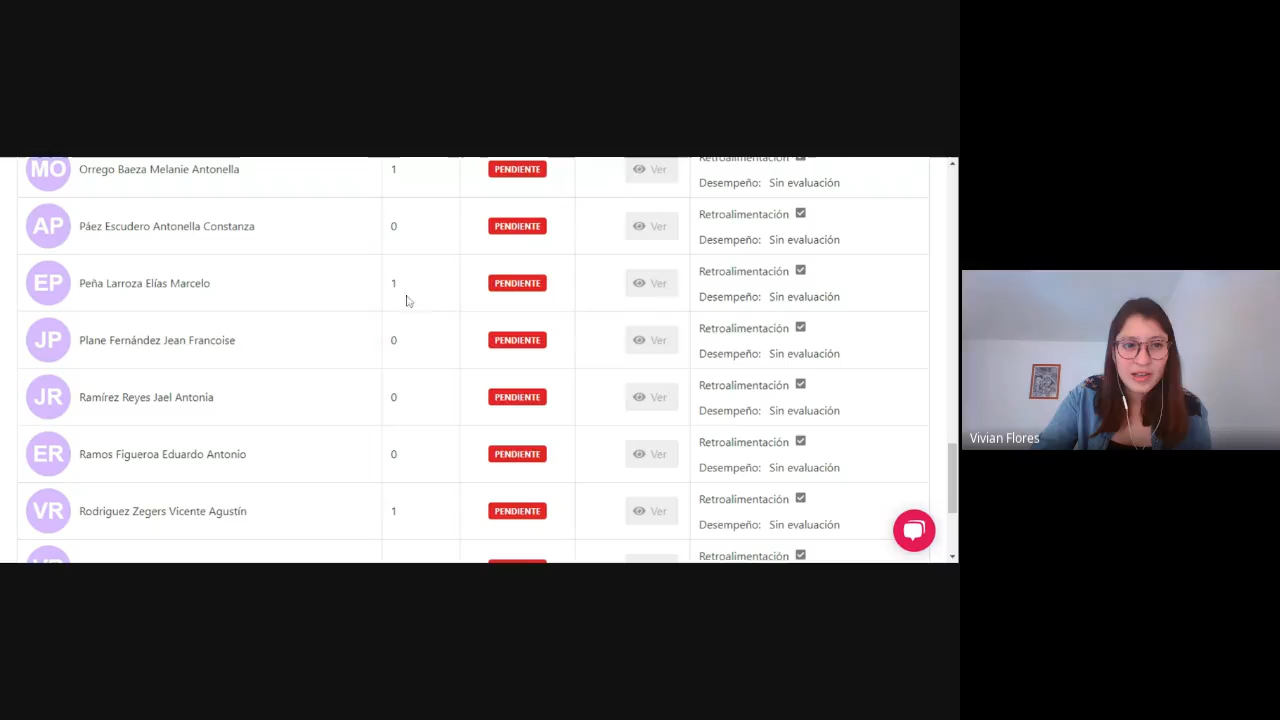 MO Orrego Baeza Melanie Antonella 1 PENDIENTE Ver Retroalimentación
Desempeño: Sin evaluación
AP Páez Escudero Antonella Constanza 0 PENDIENTE Ver Retroalimentación
Desempeño: Sin evaluación
EP Peña Larroza Elías Marcelo 1 PENDIENTE Ver Retroalimentación
Desempeño: Sin evaluación
JP Plane Fernández Jean Francoise 0 PENDIENTE Ver Retroalimentación
Desempeño: Sin evaluación
JR Ramírez Reyes Jael Antonia 0 PENDIENTE Ver Retroalimentación
Desempeño: Sin evaluación
ER Ramos Figueroa Eduardo Antonio 0 PENDIENTE Ver Retroalimentación
Desempeño: Sin evaluación
VR Rodriguez Zegers Vicente Agustín 1 PENDIENTE Ver Retroalimentación
Desempeño: Sin evaluación
Retroalimentación
Vivian Flores